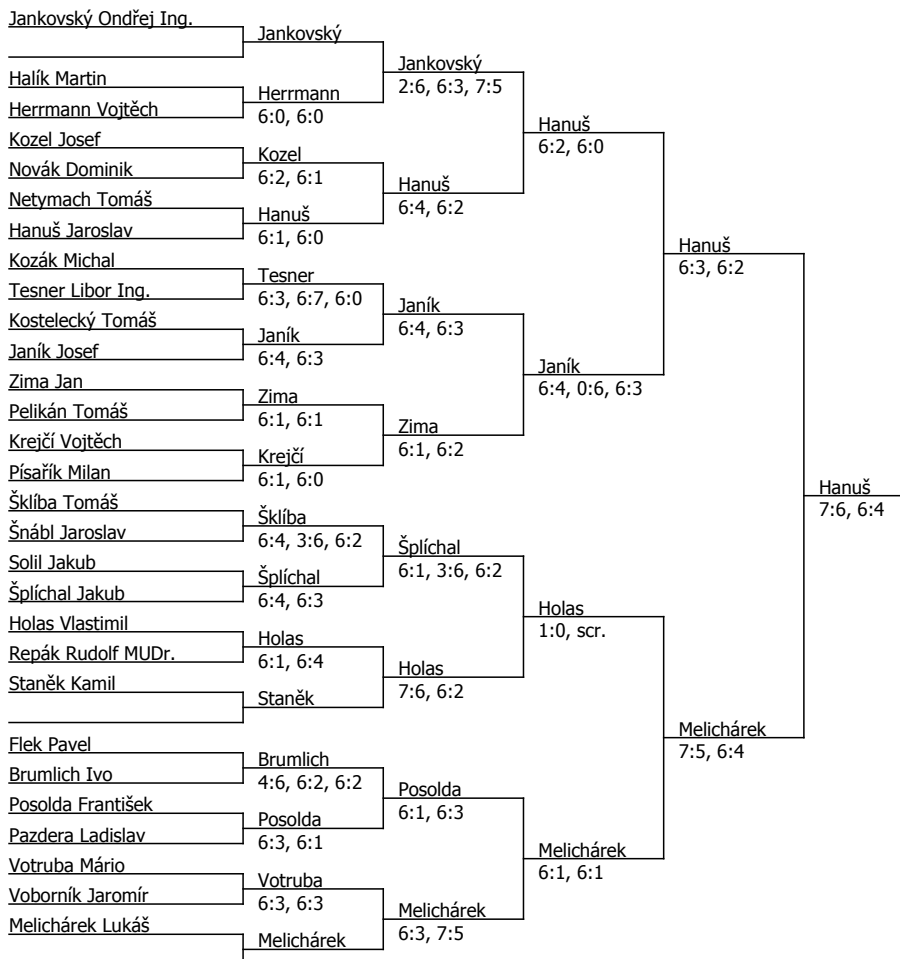 Jankovský Ondřej Ing.
Halík Martin
Herrmann Vojtěch
Kozel Josef
Novák Dominik
Netymach Tomáš
Hanuš Jaroslav
Kozák Michal
Tesner Libor Ing.
Kostelecký Tomáš
Janík Josef
Zima Jan
Pelikán Tomáš
Krejčí Vojtěch
Písařík Milan
Šklíba Tomáš
Šnábl Jaroslav
Solil Jakub
Šplíchal Jakub
Holas Vlastimil
Repák Rudolf MUDr.
Staněk Kamil
Flek Pavel
Brumlich Ivo
Posolda František
Pazdera Ladislav
Votruba Mário
Voborník Jaromír
Melichárek Lukáš
Jankovský
Herrmann
6:0, 6:0
Kozel
6:2, 6:1
Hanuš
6:1, 6:0
Tesner
6:3, 6:7, 6:0
Janík
6:4, 6:3
Zima
6:1, 6:1
Krejčí
6:1, 6:0
Šklíba
6:4, 3:6, 6:2
Šplíchal
6:4, 6:3
Holas
6:1, 6:4
Staněk
Brumlich
4:6, 6:2, 6:2
Posolda
6:3, 6:1
Votruba
6:3, 6:3
Melichárek
Jankovský
2:6, 6:3, 7:5
Hanuš
6:4, 6:2
Janík
6:4, 6:3
Zima
6:1, 6:2
Šplíchal
6:1, 3:6, 6:2
Holas
7:6, 6:2
Posolda
6:1, 6:3
Melichárek
6:3, 7:5
Hanuš
6:2, 6:0
Janík
6:4, 0:6, 6:3
Holas
1:0, scr.
Melichárek
6:1, 6:1
Hanuš
6:3, 6:2
Melichárek
7:5, 6:4
Hanuš
7:6, 6:4